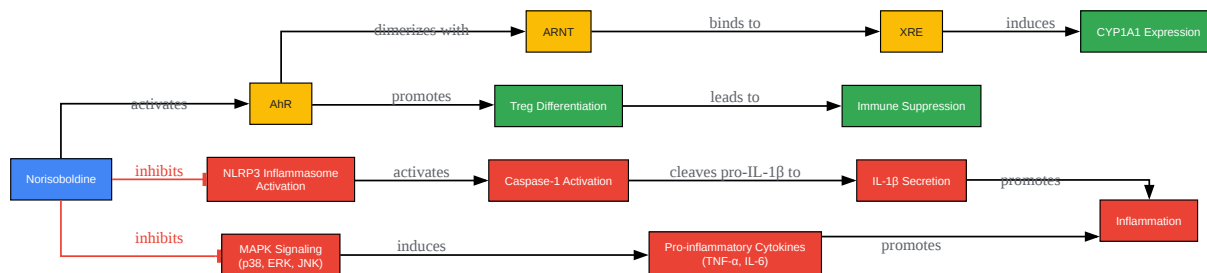 dimerizes with
ARNT
binds to
XRE
induces
CYP1A1 Expression
activates
AhR
promotes
Treg Differentiation
leads to
Immune Suppression
Norisoboldine
inhibits
NLRP3 Inflammasome
Activation
activates
Caspase-1 Activation
cleaves pro-IL-1β to
IL-1β Secretion
promotes
Inflammation
inhibits
MAPK Signaling
(p38, ERK, JNK)
induces
Pro-inflammatory Cytokines
(TNF-α, IL-6)
promotes